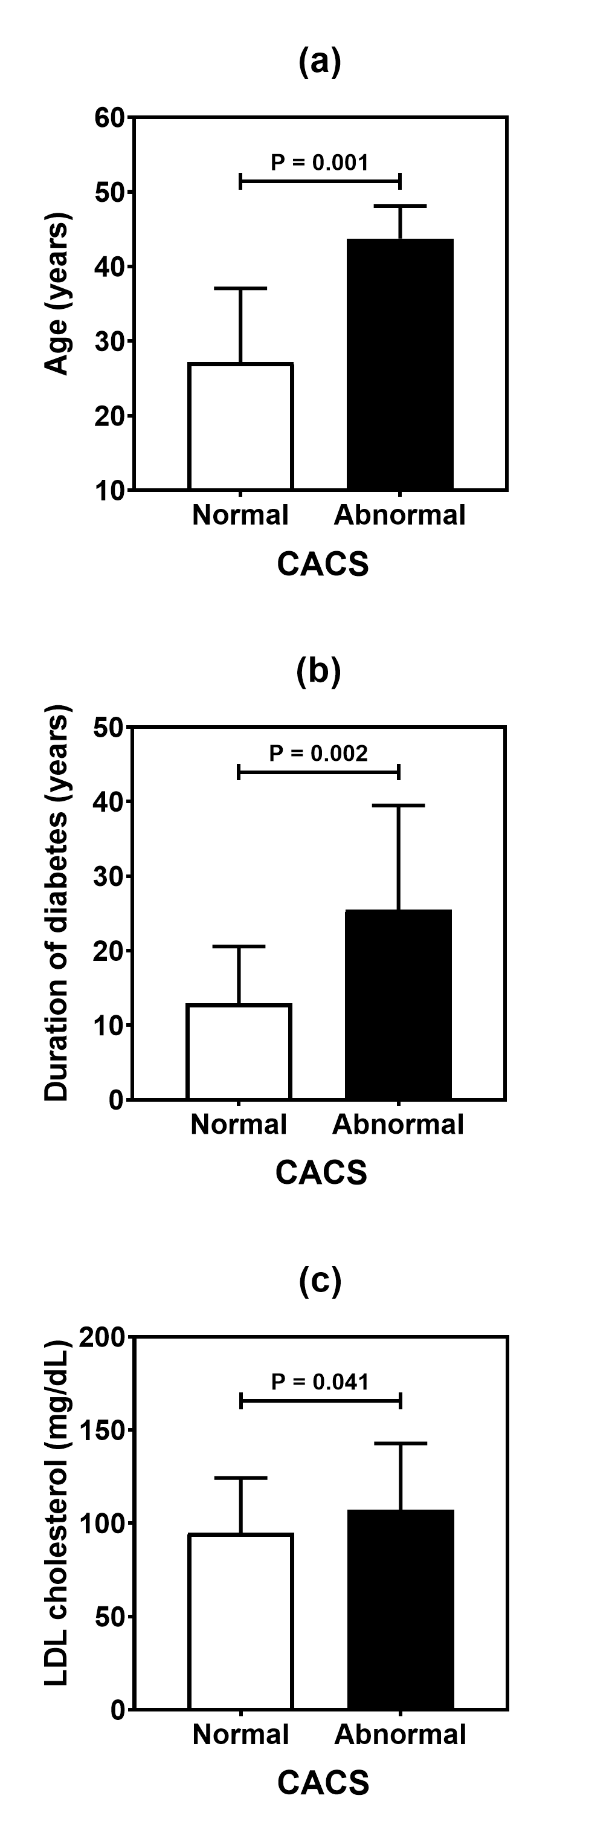 (a)
60
P = 0.001
50
40
30
20
10
Age (years)
Normal Abnormal
CACS
(b)
50
P = 0.002
40
30
20
10
0
Duration of diabetes (years)
Normal Abnormal
CACS
(c)
200
P = 0.041
150
100
50
0
LDL cholesterol (mg/dL)
Normal Abnormal
CACS